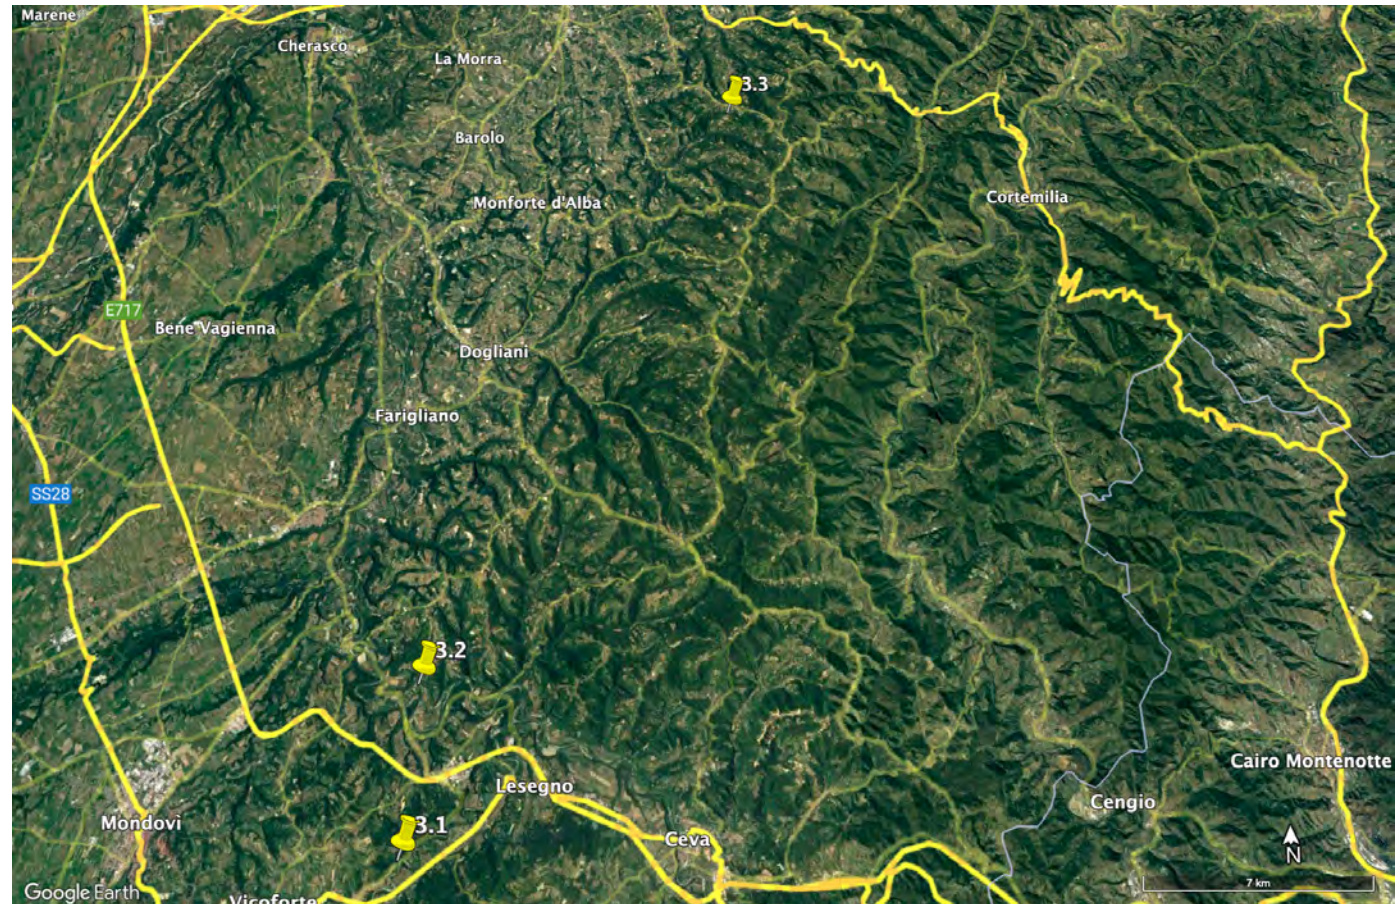 Marene
Cherasco
La Morra
3.3
Barolo
Cortemilia
Monforte d'Alba
E717
Bene Vagienna
Dogliani
Farigliano
SS28
3.2
Cairo Montenotte
Lesegno
Cengio
Mondovì
3.1
Ceva
N
7 km
Google Earth
Vicoforte